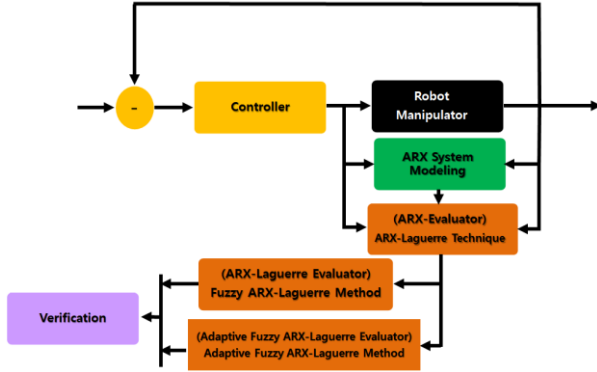 -
Controller
Robot
Manipulator
ARX System
Modeling
(ARX-Evaluator)
ARX-Laguerre Technique
(ARX-Laguerre Evaluator)
Fuzzy ARX-Laguerre Method
Verification
(Adaptive Fuzzy ARX-Laguerre Evaluator)
Adaptive Fuzzy ARX-Laguerre Method